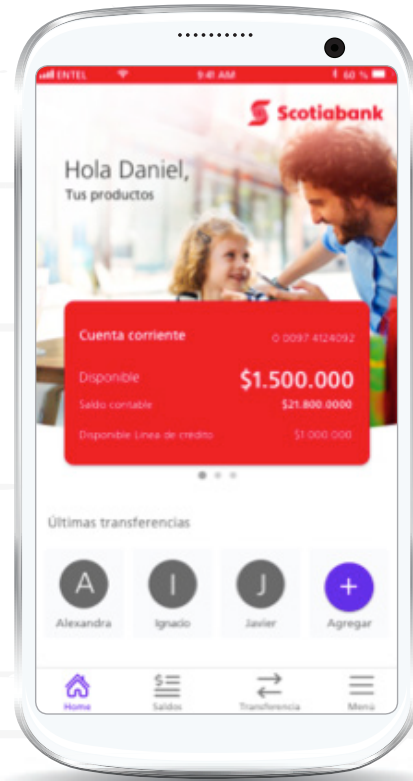 ENTEL 9:41 AM 60 %
Scotiabank
Hola Daniel,
Tus productos
Cuenta corriente 0 0097 4124092
Disponible $1.500.000
Saldo contable $21.800.0000
Disponible Linea de crédito $1.000.000
Últimas transferencias
A I J +
Alexandra Ignacio Javier Agregar
Home Saldos Transferencia Menú